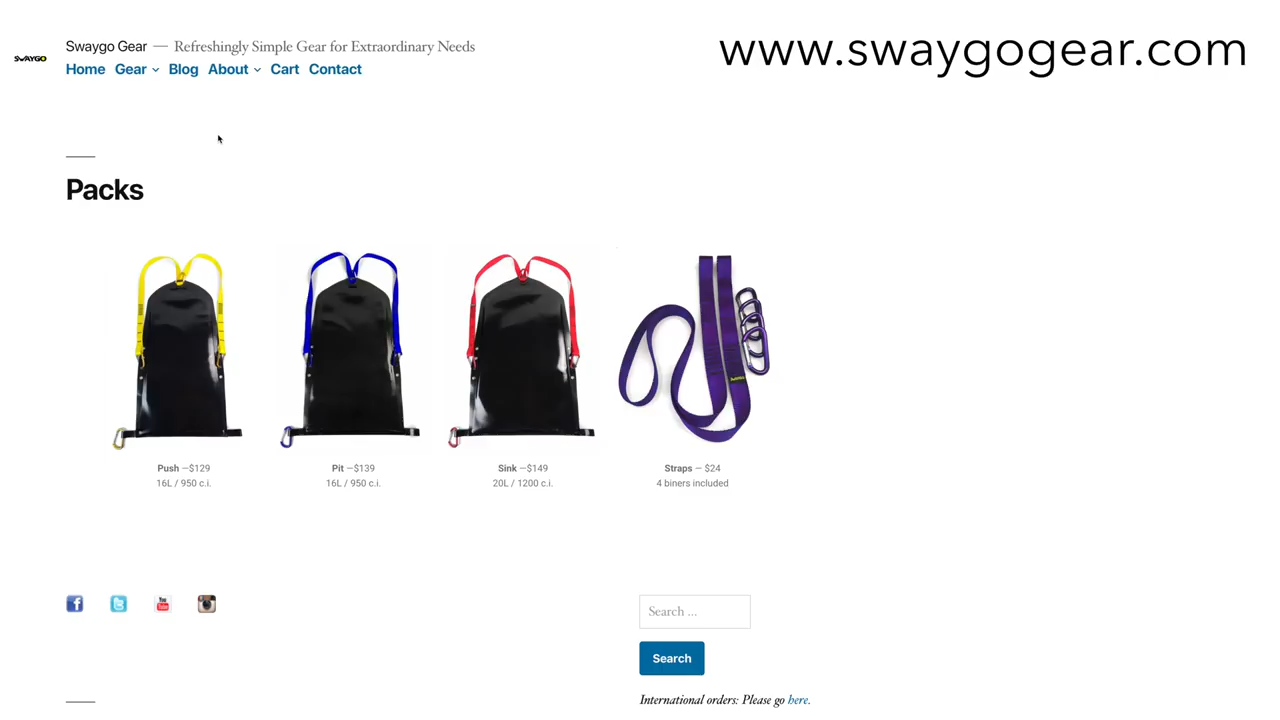 SWAYGO
Swaygo Gear — Refreshingly Simple Gear for Extraordinary Needs
www.swaygogear.com
Home Gear Blog About Cart Contact
Packs
Push —$129
16L / 950 c.i.
Pit —$139
16L / 950 c.i.
Sink —$149
20L / 1200 c.i.
Straps — $24
4 biners included
Search ...
Search
International orders: Please go here.